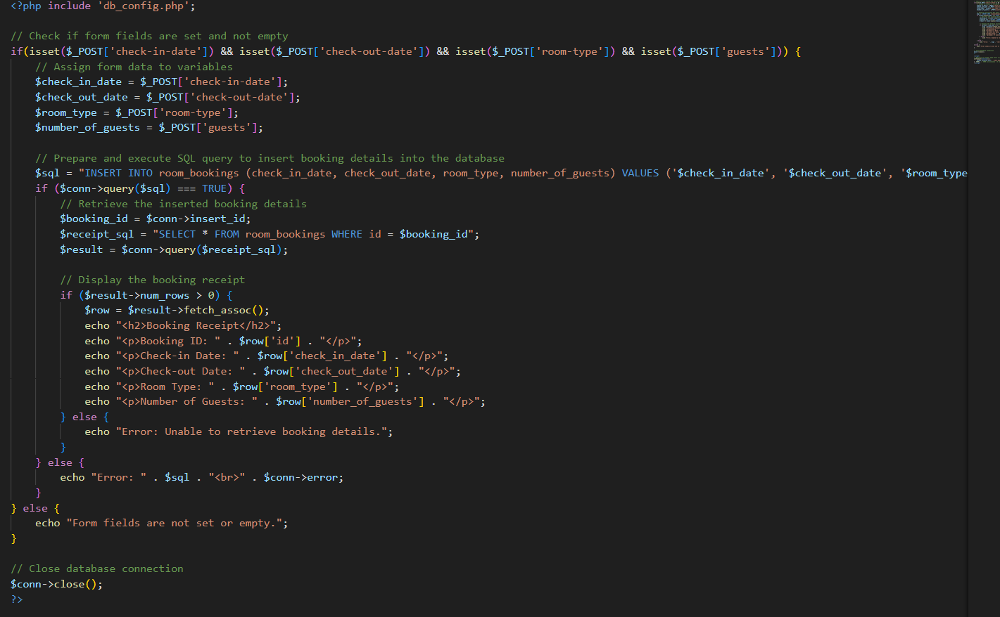 <?php include 'db_config.php';

// Check if form fields are set and not empty
if(isset($_POST['check-in-date']) && isset($_POST['check-out-date']) && isset($_POST['room-type']) && isset($_POST['guests'])) {
    // Assign form data to variables
    $check_in_date = $_POST['check-in-date'];
    $check_out_date = $_POST['check-out-date'];
    $room_type = $_POST['room-type'];
    $number_of_guests = $_POST['guests'];

    // Prepare and execute SQL query to insert booking details into the database
    $sql = "INSERT INTO room_bookings (check_in_date, check_out_date, room_type, number_of_guests) VALUES ('$check_in_date', '$check_out_date', '$room_type
    if ($conn->query($sql) === TRUE) {
        // Retrieve the inserted booking details
        $booking_id = $conn->insert_id;
        $receipt_sql = "SELECT * FROM room_bookings WHERE id = $booking_id";
        $result = $conn->query($receipt_sql);

        // Display the booking receipt
        if ($result->num_rows > 0) {
            $row = $result->fetch_assoc();
            echo "<h2>Booking Receipt</h2>";
            echo "<p>Booking ID: " . $row['id'] . "</p>";
            echo "<p>Check-in Date: " . $row['check_in_date'] . "</p>";
            echo "<p>Check-out Date: " . $row['check_out_date'] . "</p>";
            echo "<p>Room Type: " . $row['room_type'] . "</p>";
            echo "<p>Number of Guests: " . $row['number_of_guests'] . "</p>";
        } else {
            echo "Error: Unable to retrieve booking details.";
        }
    } else {
        echo "Error: " . $sql . "<br>" . $conn->error;
    }
} else {
    echo "Form fields are not set or empty.";
}

// Close database connection
$conn->close();
?>